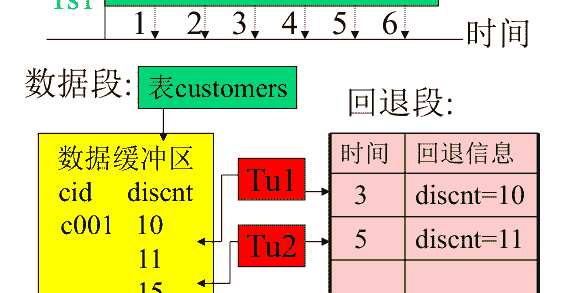 1 2 3 4 5 6 时间
数据段: 表customers
回退段:
数据缓冲区
cid discnt
c001 10
11
15
Tu1
Tu2
时间 回退信息
3 discnt=10
5 discnt=11